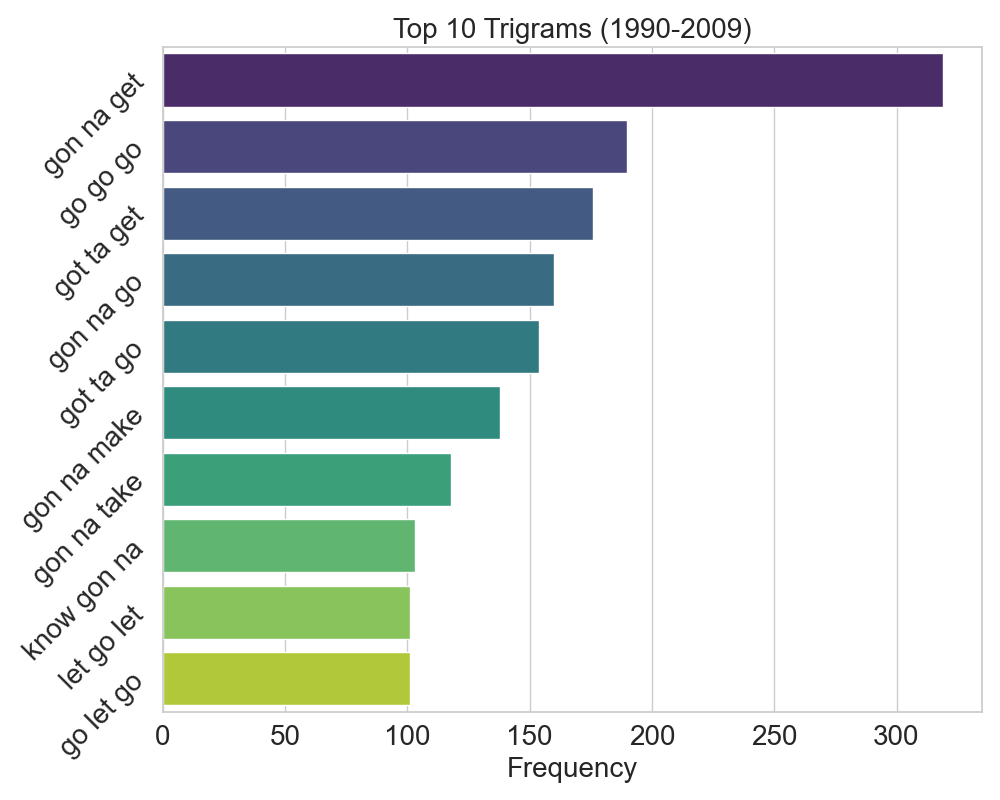 Top 10 Trigrams (1990-2009)
gon na get
go go go
got ta get
gon na go
got ta go
gon na make
gon na take
know gon na
let go let
go let go
0 50 100 150 200 250 300
Frequency